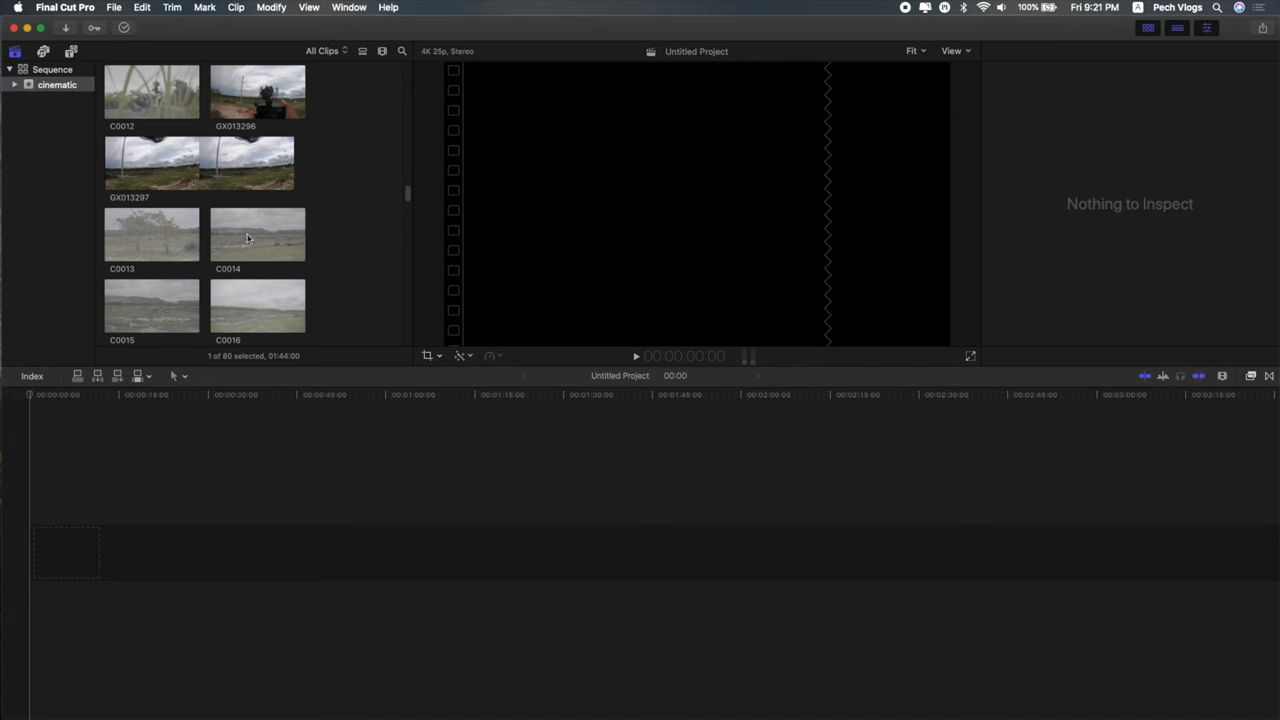 Final Cut Pro File Edit Trim Mark Clip Modify View Window Help 100% A Fri 9:21 PM Pech Vlogs
All Clips 4K 25p, Stereo Untitled Project Fit View
Sequence
cinematic
C0012 GX013296
GX013297
C0013 C0014
C0015 C0016
Nothing to Inspect
1 of 80 selected, 01:44:00 00:00:00:00
Index Untitled Project 00:00
00:00:00:00 00:00:15:00 00:00:30:00 00:00:45:00 00:01:00:00 00:01:15:00 00:01:30:00 00:01:45:00 00:02:00:00 00:02:15:00 00:02:30:00 00:02:45:00 00:03:00:00 00:03:15:00